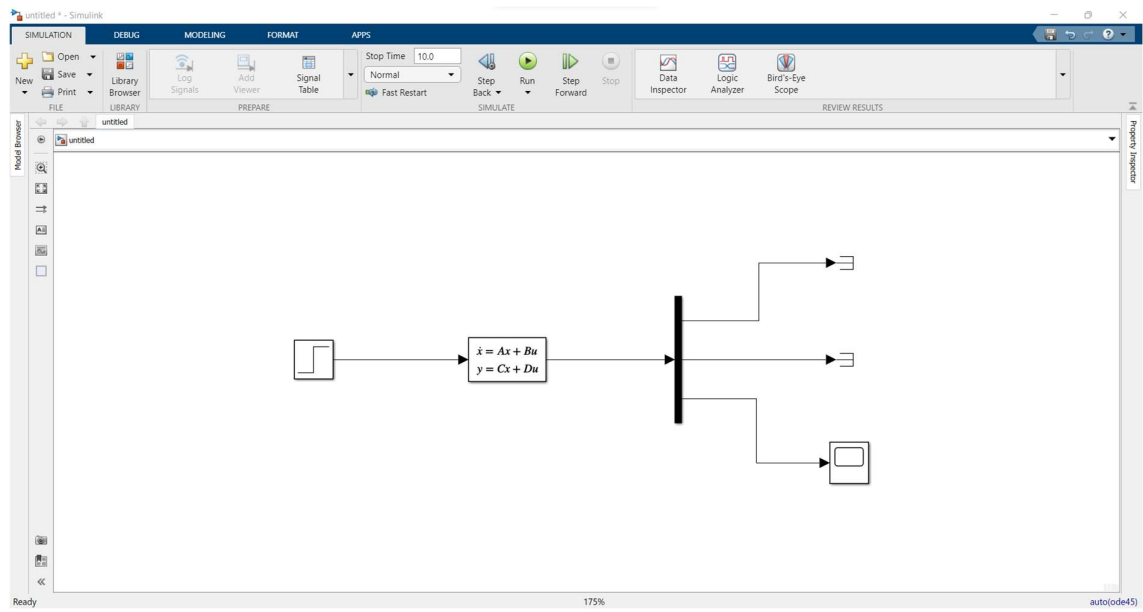 untitled * - Simulink
SIMULATION DEBUG MODELING FORMAT APPS
New
Open
Save
Print
FILE
Library Browser
LIBRARY
Log Signals
Add Viewer
Signal Table
PREPARE
Stop Time 10.0
Normal
Fast Restart
Step Back
Run
Step Forward
Stop
SIMULATE
Data Inspector
Logic Analyzer
Bird's-Eye Scope
REVIEW RESULTS
Model Browser
untitled
untitled
Property Inspector
ẋ = Ax + Bu
y = Cx + Du
Ready 175% auto(ode45)